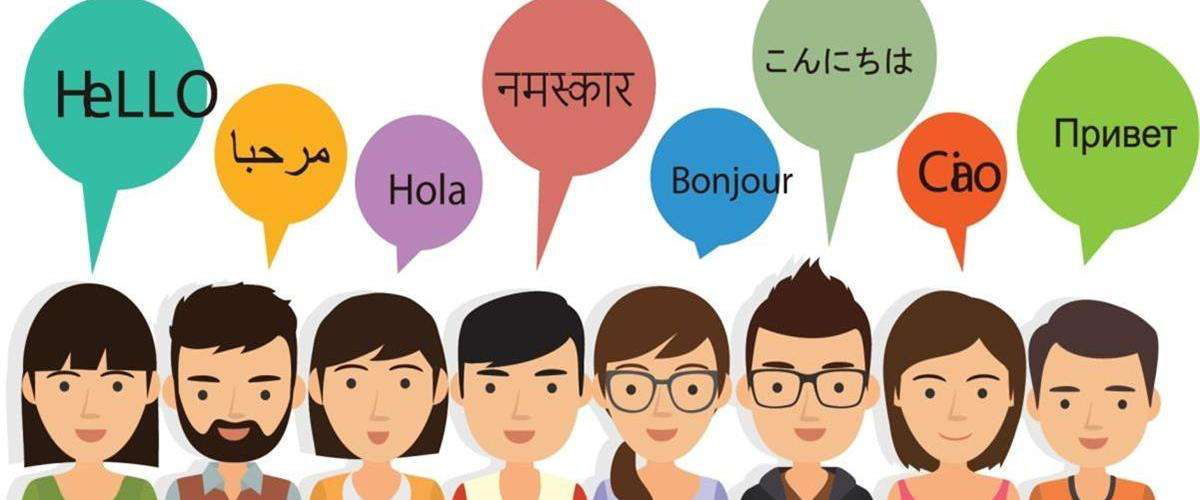 HeLLO
مرحبا
Hola
नमस्कार
Bonjour
こんにちは
Ciao
Привет